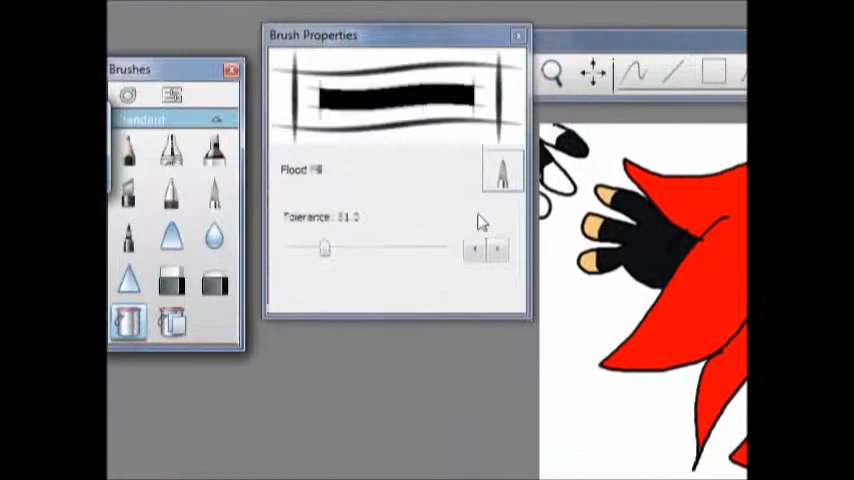 Brush Properties
Brushes
Standard
Flood Fill
Tolerance: 31.0